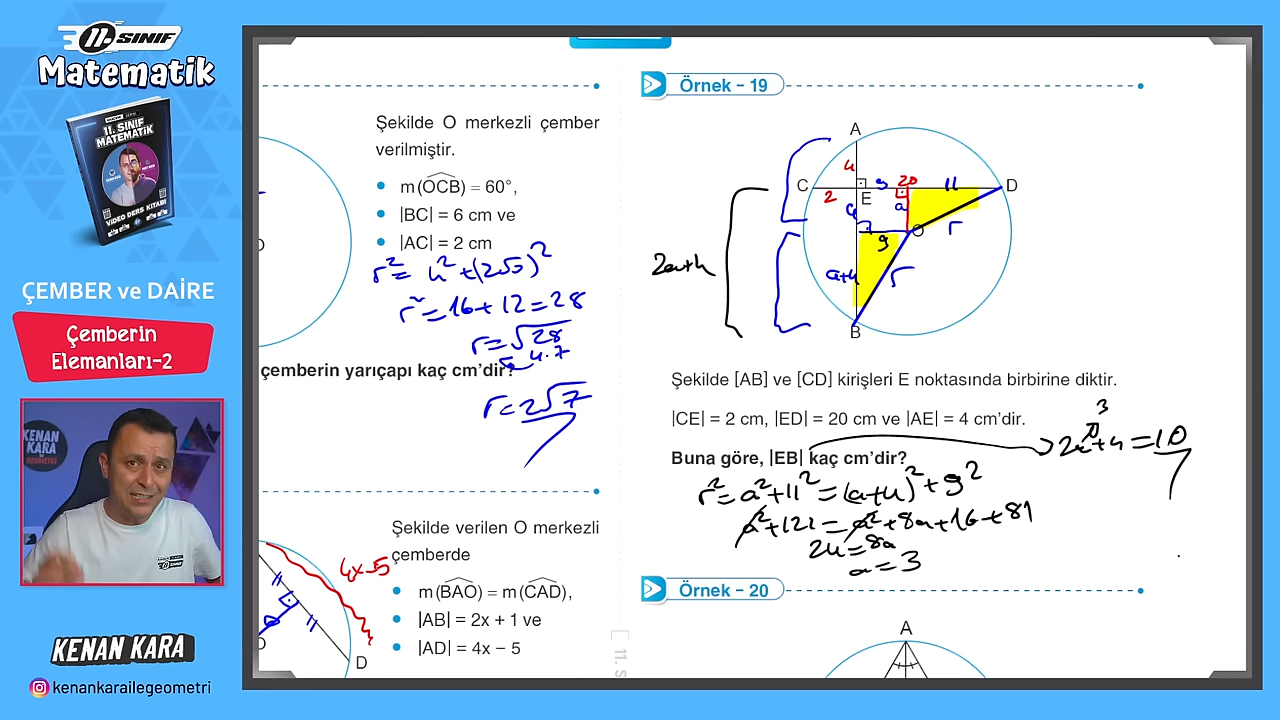 11. SINIF
Matematik
11. SINIF
MATEMATİK
VİDEO DERS KİTABI
ÇEMBER ve DAİRE
Çemberin
Elemanları-2
KENAN
KARA
GEOMETRİ
KENAN KARA
kenankarailegeometri
Şekilde O merkezli çember
verilmiştir.
m(OCB) = 60°,
|BC| = 6 cm ve
|AC| = 2 cm
r² = 4² + (2√3)²
r² = 16 + 12 = 28
r = √28
4.7
çemberin yarıçapı kaç cm'dir?
r = 2√7
Şekilde verilen O merkezli
çemberde
m(BAO) = m(CAD),
|AB| = 2x + 1 ve
|AD| = 4x – 5
4x-5
D
[ 11. S
Örnek – 19
A
4
C 2 E 9 20 11 D
a a
O r
9
2a+4
a+4 r
B
Şekilde [AB] ve [CD] kirişleri E noktasında birbirine diktir.
|CE| = 2 cm, |ED| = 20 cm ve |AE| = 4 cm'dir.
3
Buna göre, |EB| kaç cm'dir?
2a+4 = 10
r² = a² + 11² = (a+4)² + 9²
a² + 121 = a² + 8a + 16 + 81
24 = 8a
a = 3
Örnek – 20
A